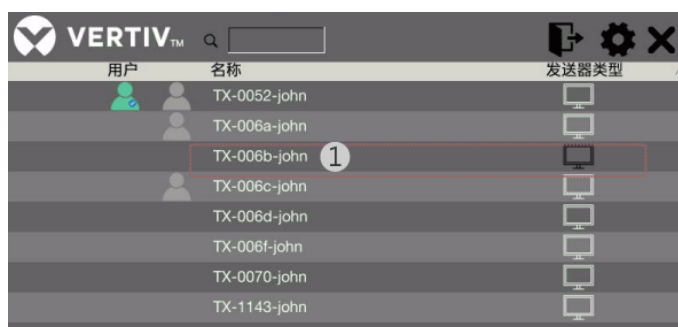 VERTIV™
用户 名称 发送器类型
TX-0052-john
TX-006a-john
TX-006b-john 1
TX-006c-john
TX-006d-john
TX-006f-john
TX-0070-john
TX-1143-john